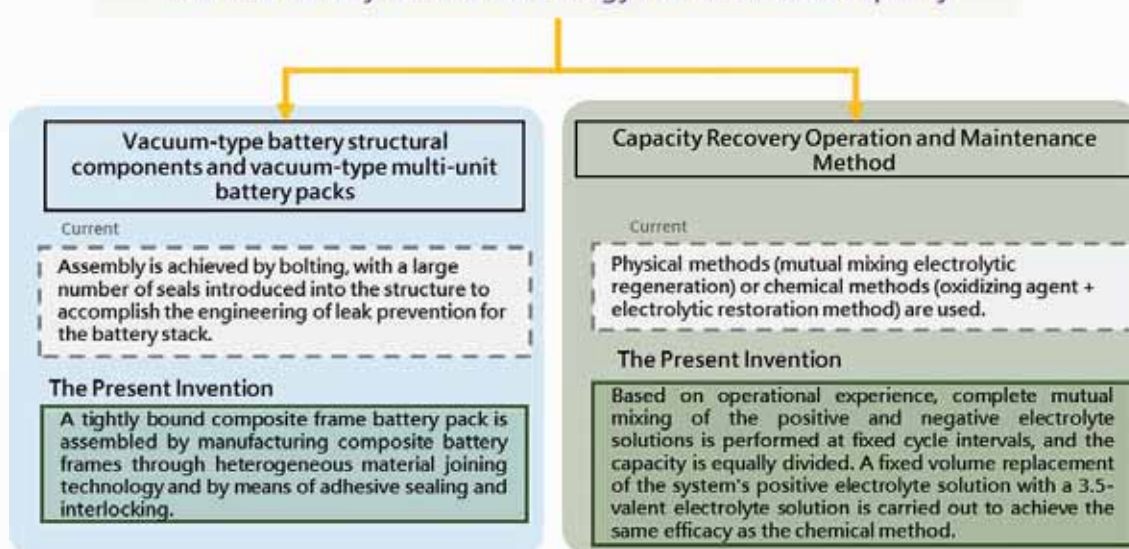 Vacuum-type battery structural
components and vacuum-type multi-unit
battery packs
Current
Assembly is achieved by bolting, with a large
number of seals introduced into the structure to
accomplish the engineering of leak prevention for
the battery stack.
The Present Invention
A tightly bound composite frame battery pack is
assembled by manufacturing composite battery
frames through heterogeneous material joining
technology and by means of adhesive sealing and
interlocking.
Capacity Recovery Operation and Maintenance
Method
Current
Physical methods (mutual mixing electrolytic
regeneration) or chemical methods (oxidizing agent +
electrolytic restoration method) are used.
The Present Invention
Based on operational experience, complete mutual
mixing of the positive and negative electrolyte
solutions is performed at fixed cycle intervals, and the
capacity is equally divided. A fixed volume replacement
of the system's positive electrolyte solution with a 3.5-
valent electrolyte solution is carried out to achieve the
same efficacy as the chemical method.